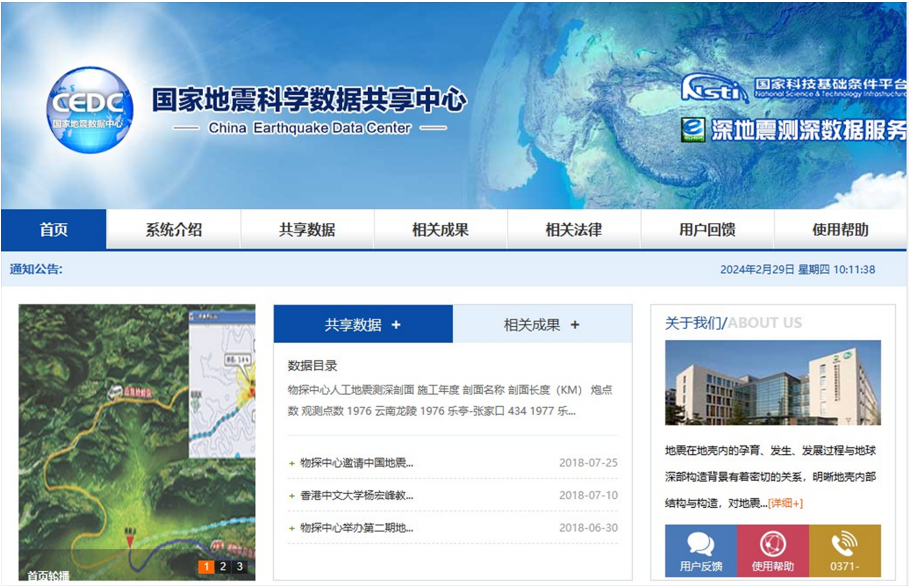 CEDC
国家地震数据中心
国家地震科学数据共享中心
China Earthquake Data Center
国家科技基础条件平台
National Science & Technology Infrastructure
深地震测深数据服务
首页 系统介绍 共享数据 相关成果 相关法律 用户回馈 使用帮助
通知公告:
2024年2月29日 星期四 10:11:38
首页轮播
1 2 3
共享数据 +
相关成果 +
数据目录
物探中心人工地震测深剖面 施工年度 剖面名称 剖面长度（KM） 炮点
数 观测点数 1976 云南龙陵 1976 乐亭-张家口 434 1977 乐...
+ 物探中心邀请中国地震... 2018-07-25
+ 香港中文大学杨宏峰教... 2018-07-10
+ 物探中心举办第二期地... 2018-06-30
关于我们/ABOUT US
地震在地壳内的孕育、发生、发展过程与地球
深部构造背景有着密切的关系，明晰地壳内部
结构与构造，对地震...[详细+]
用户反馈
使用帮助
0371-